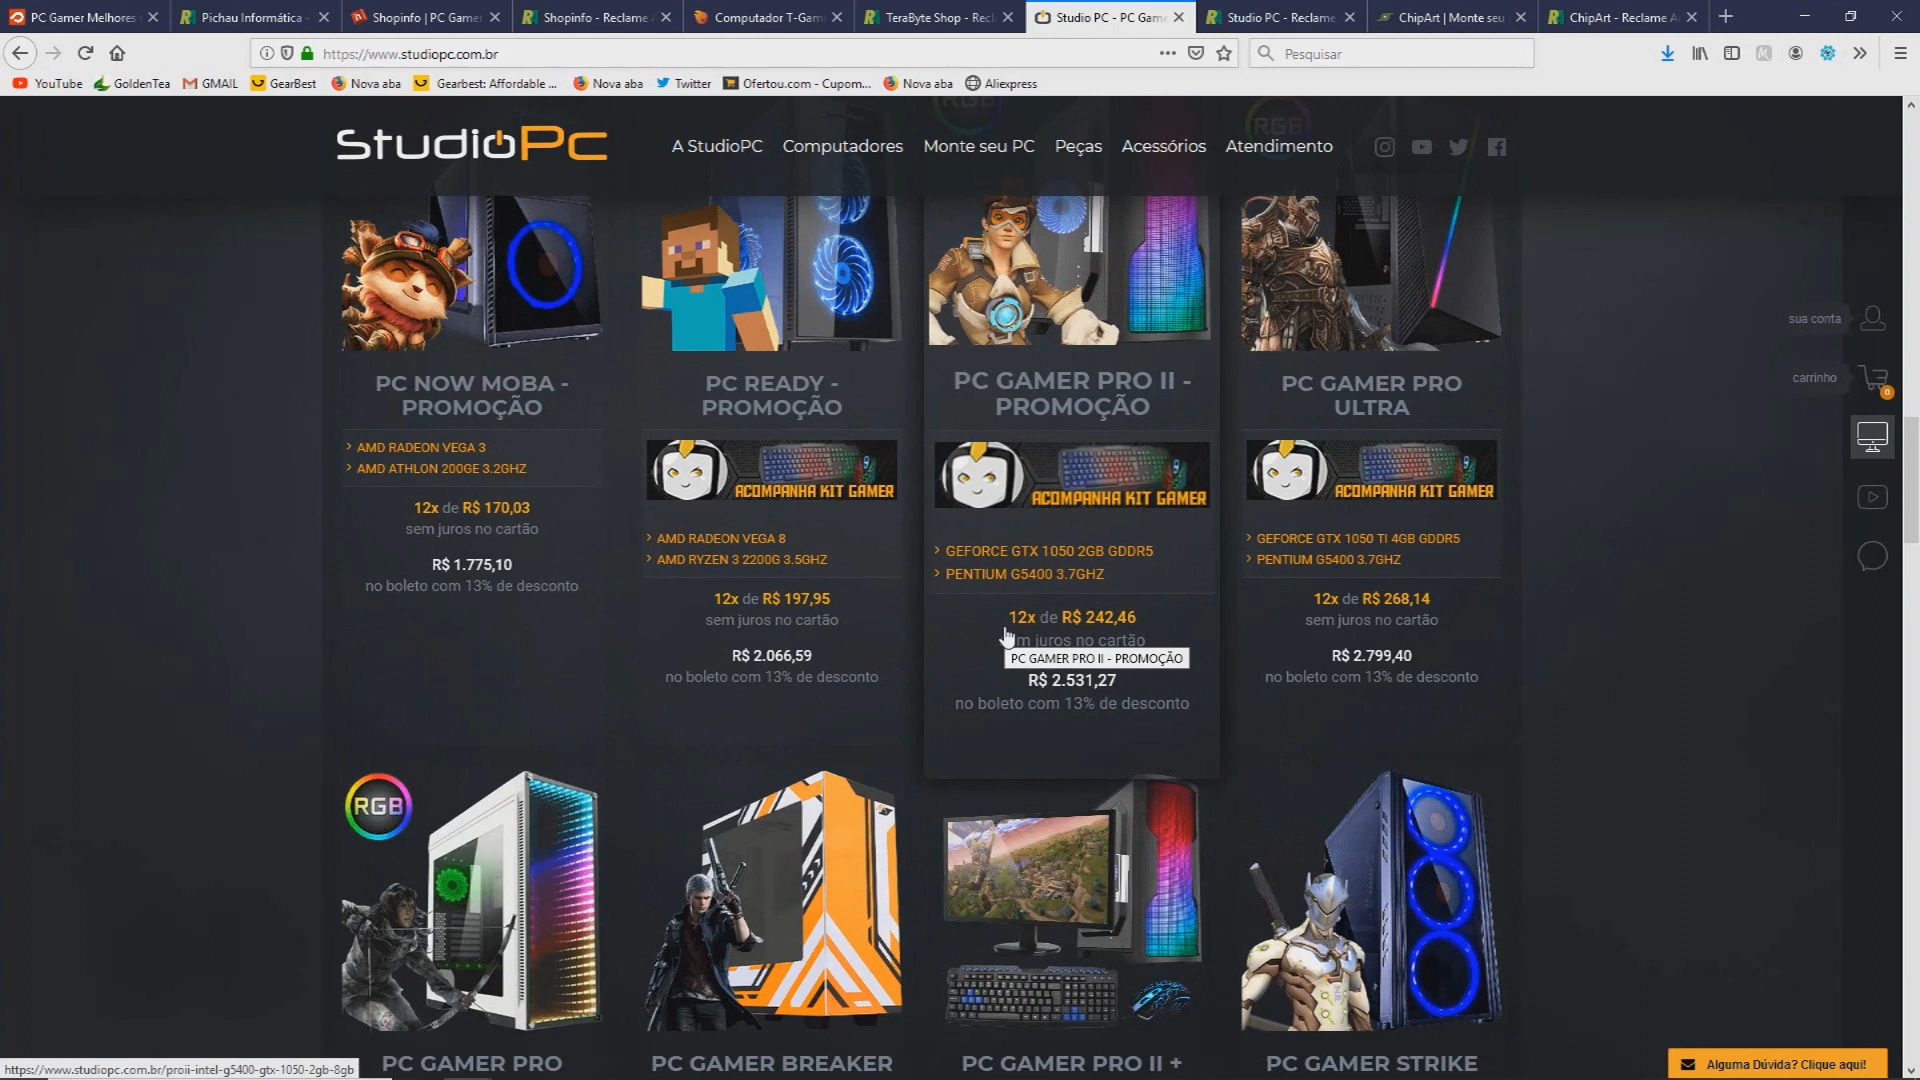 PC Gamer Melhores
Pichau Informática -
Shopinfo | PC Gamer
Shopinfo - Reclame A
Computador T-Gam
TeraByte Shop - Recl
Studio PC - PC Game
Studio PC - Reclame
ChipArt | Monte seu
ChipArt - Reclame A
https://www.studiopc.com.br
Pesquisar
YouTube
GoldenTea
GMAIL
GearBest
Nova aba
Gearbest: Affordable ...
Nova aba
Twitter
Ofertou.com - Cupom...
Nova aba
Aliexpress
StudioPc
A StudioPC
Computadores
Monte seu PC
Peças
Acessórios
Atendimento
RGB
RGB
sua conta
carrinho
0
PC NOW MOBA -
PROMOÇÃO
> AMD RADEON VEGA 3
> AMD ATHLON 200GE 3.2GHZ
12x de R$ 170,03
sem juros no cartão
R$ 1.775,10
no boleto com 13% de desconto
PC READY -
PROMOÇÃO
ACOMPANHA KIT GAMER
> AMD RADEON VEGA 8
> AMD RYZEN 3 2200G 3.5GHZ
12x de R$ 197,95
sem juros no cartão
R$ 2.066,59
no boleto com 13% de desconto
PC GAMER PRO II -
PROMOÇÃO
ACOMPANHA KIT GAMER
> GEFORCE GTX 1050 2GB GDDR5
> PENTIUM G5400 3.7GHZ
12x de R$ 242,46
sem juros no cartão
PC GAMER PRO II - PROMOÇÃO
R$ 2.531,27
no boleto com 13% de desconto
PC GAMER PRO
ULTRA
ACOMPANHA KIT GAMER
> GEFORCE GTX 1050 TI 4GB GDDR5
> PENTIUM G5400 3.7GHZ
12x de R$ 268,14
sem juros no cartão
R$ 2.799,40
no boleto com 13% de desconto
RGB
PC GAMER PRO
PC GAMER BREAKER
PC GAMER PRO II +
PC GAMER STRIKE
https://www.studiopc.com.br/proii-intel-g5400-gtx-1050-2gb-8gb
Alguma Dúvida? Clique aqui!